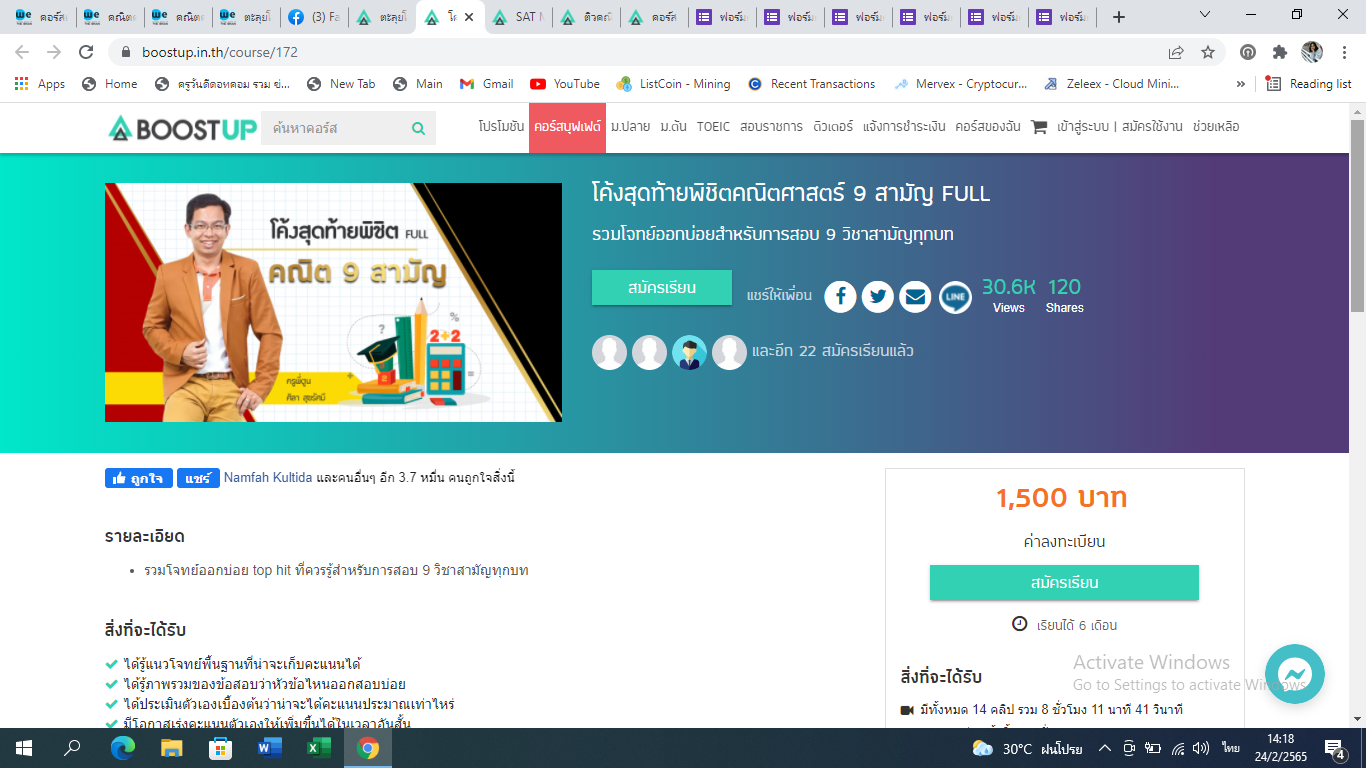 คอร์ส
คณิต
คณิตต
ตะลุยโ
(3) Fa
ตะลุยโ
โค้
SAT M
ติวคณิ
คอร์ส
ฟอร์ม
ฟอร์ม
ฟอร์ม
ฟอร์ม
ฟอร์ม
ฟอร์ม
boostup.in.th/course/172
Apps
Home
ครูวันดีดอทคอม รวม ข่...
New Tab
Main
Gmail
YouTube
ListCoin - Mining
Recent Transactions
Mervex - Cryptocur...
Zeleex - Cloud Mini...
»
Reading list
BOOSTUP
ค้นหาคอร์ส
โปรโมชัน
คอร์สบุฟเฟต์
ม.ปลาย
ม.ต้น
TOEIC
สอบราชการ
ติวเตอร์
แจ้งการชำระเงิน
คอร์สของฉัน
เข้าสู่ระบบ | สมัครใช้งาน
ช่วยเหลือ
โค้งสุดท้ายพิชิต FULL
คณิต 9 สามัญ
?
%
2+2
ครูพี่ตูน
ศิลา สุขรัศมี
โค้งสุดท้ายพิชิตคณิตศาสตร์ 9 สามัญ FULL
รวมโจทย์ออกบ่อยสำหรับการสอบ 9 วิชาสามัญทุกบท
สมัครเรียน
แชร์ให้เพื่อน
LINE
30.6K
Views
120
Shares
และอีก 22 สมัครเรียนแล้ว
ถูกใจ
แชร์
Namfah Kultida และคนอื่นๆ อีก 3.7 หมื่น คนถูกใจสิ่งนี้
รายละเอียด
• รวมโจทย์ออกบ่อย top hit ที่ควรรู้สำหรับการสอบ 9 วิชาสามัญทุกบท
สิ่งที่จะได้รับ
ได้รู้แนวโจทย์พื้นฐานที่น่าจะเก็บคะแนนได้
ได้รู้ภาพรวมของข้อสอบว่าหัวข้อไหนออกสอบบ่อย
ได้ประเมินตัวเองเบื้องต้นว่าน่าจะได้คะแนนประมาณเท่าไหร่
มีโอกาสเร่งคะแนนตัวเองให้เพิ่มขึ้นได้ในเวลาอันสั้น
1,500 บาท
ค่าลงทะเบียน
สมัครเรียน
เรียนได้ 6 เดือน
สิ่งที่จะได้รับ
มีทั้งหมด 14 คลิป รวม 8 ชั่วโมง 11 นาที 41 วินาที
Activate Windows
Go to Settings to activate Windows.
30°C ฝนโปรย
ไทย
14:18
24/2/2565
4